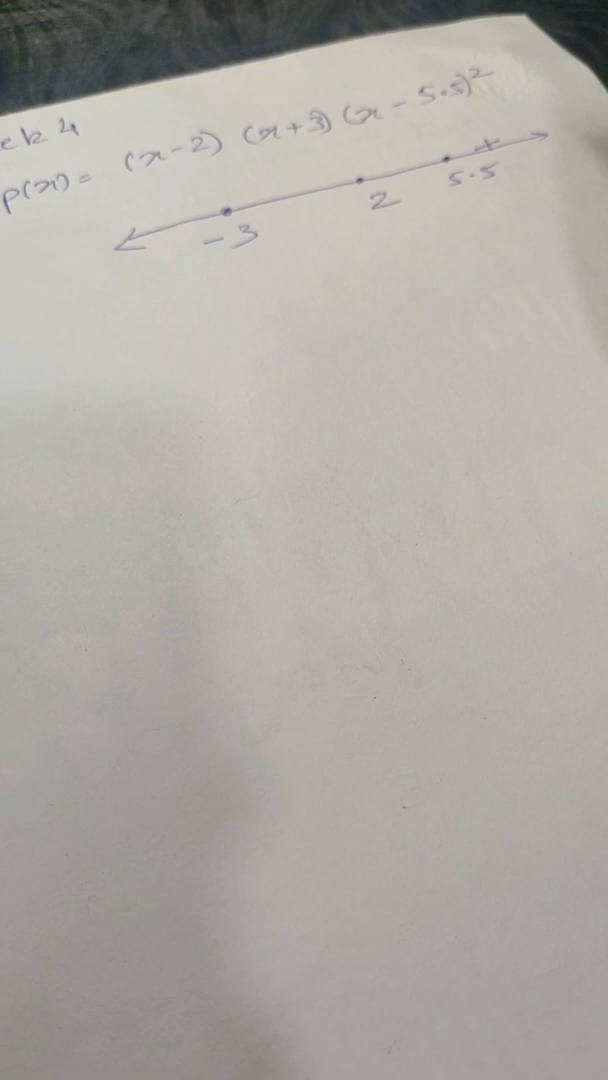 ek 4
p(x) = (x-2) (x+3) (x - 5.5)²
+
-3 2 5.5